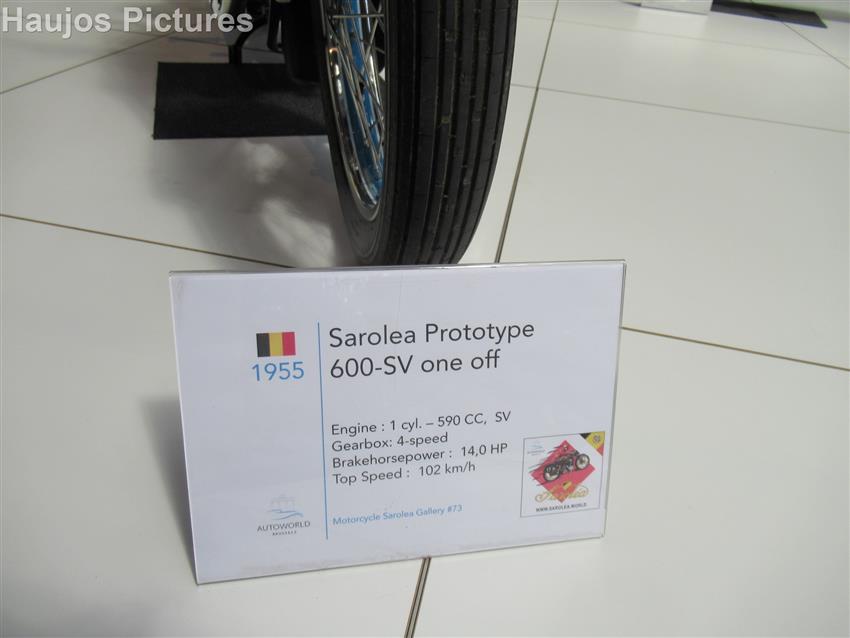 Haujos Pictures
1955
Sarolea Prototype
600-SV one off
Engine : 1 cyl. – 590 CC, SV
Gearbox: 4-speed
Brakehorsepower : 14,0 HP
Top Speed : 102 km/h
Motorcycle Sarolea Gallery #73
AUTOWORLD
BRUSSELS
Sarolea
WWW.SAROLEA.WORLD